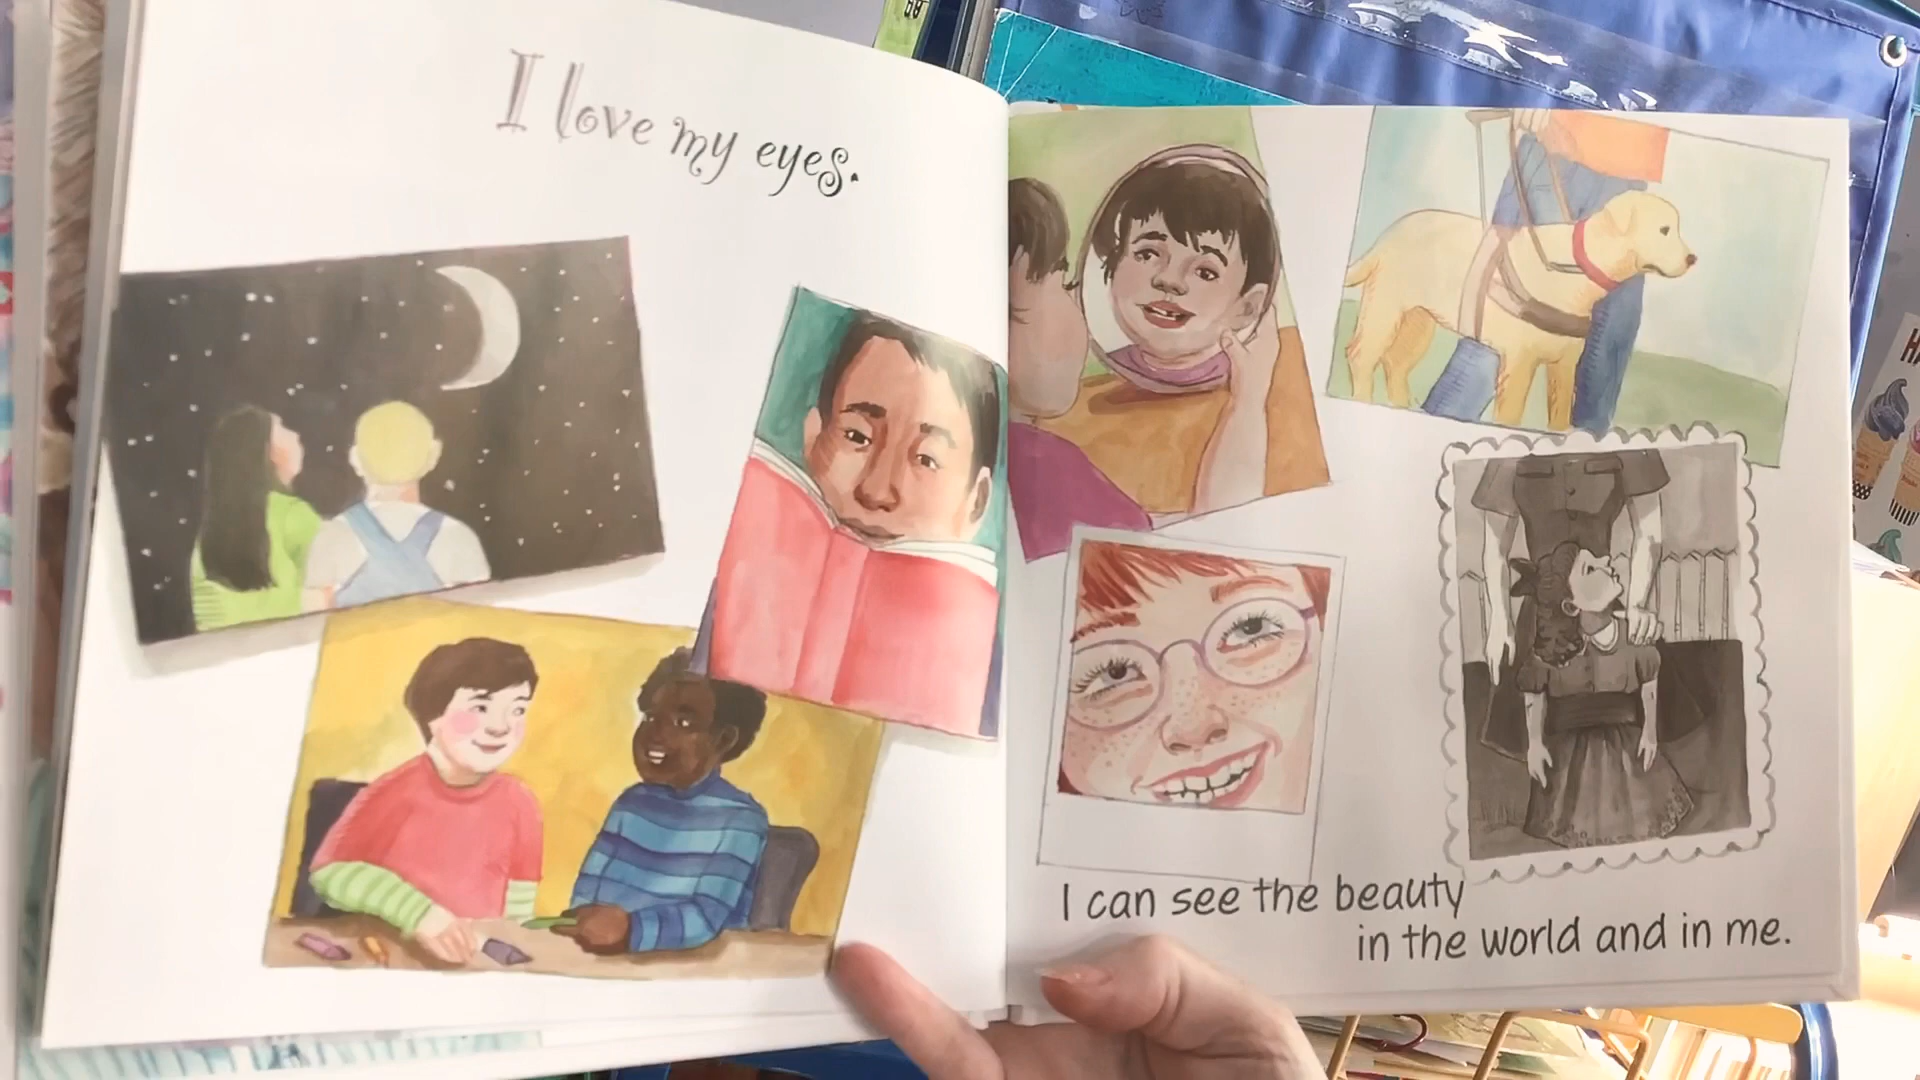 I love my eyes.
I can see the beauty
in the world and in me.